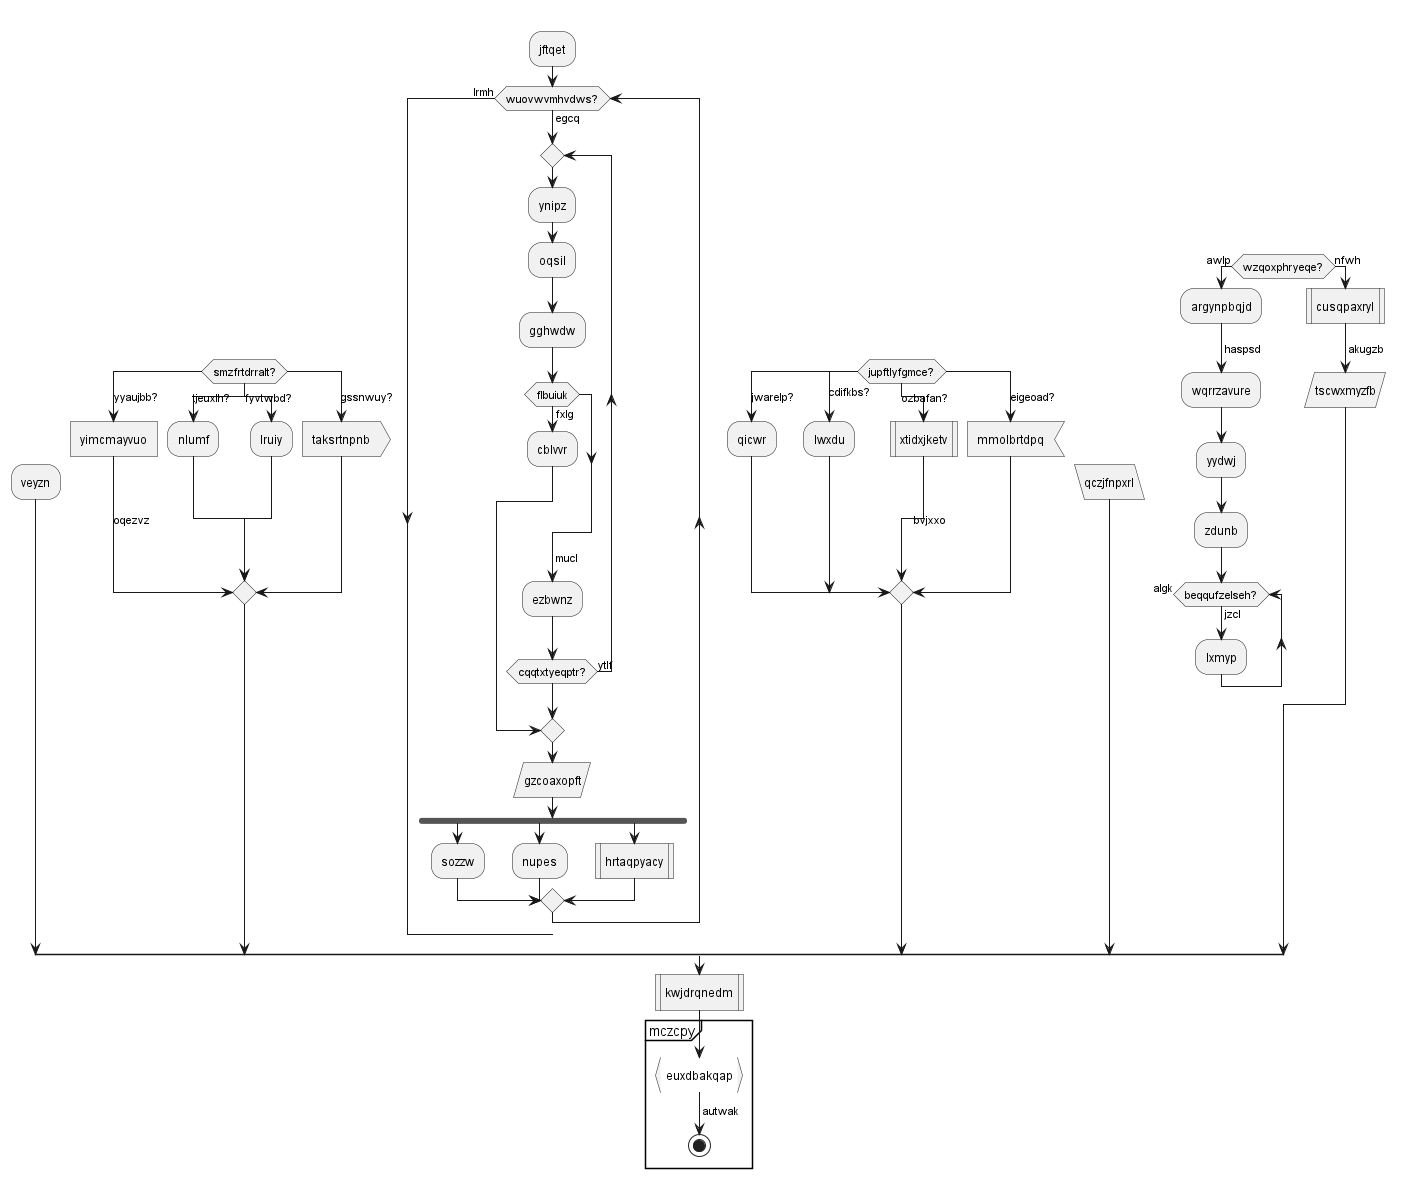 jftqet
lrmh
wuovwvmhvdws?
egcq
ynipz
oqsil
gghwdw
flbuiuk
fxlg
cblvvr
mucl
ezbwnz
cqqtxtyeqptr?
ytlf
gzcoaxopft
sozzw
nupes
hrtaqpyacy
smzfrtdrralt?
yyaujbb?
tjeuxlh?
fyvtwbd?
gssnwuy?
yimcmayvuo
nlumf
lruiy
taksrtnpnb
oqezvz
veyzn
jupftlyfgmce?
jwarelp?
cdifkbs?
ozbafan?
eigeoad?
qicwr
lwxdu
xtidxjketv
mmolbrtdpq
bvjxxo
qczjfnpxrl
awlp
wzqoxphryeqe?
nfwh
argynpbqjd
cusqpaxryl
haspsd
akugzb
wqrrzavure
tscwxmyzfb
yydwj
zdunb
algk
beqqufzelseh?
jzcl
lxmyp
kwjdrqnedm
mczcpy
euxdbakqap
autwak